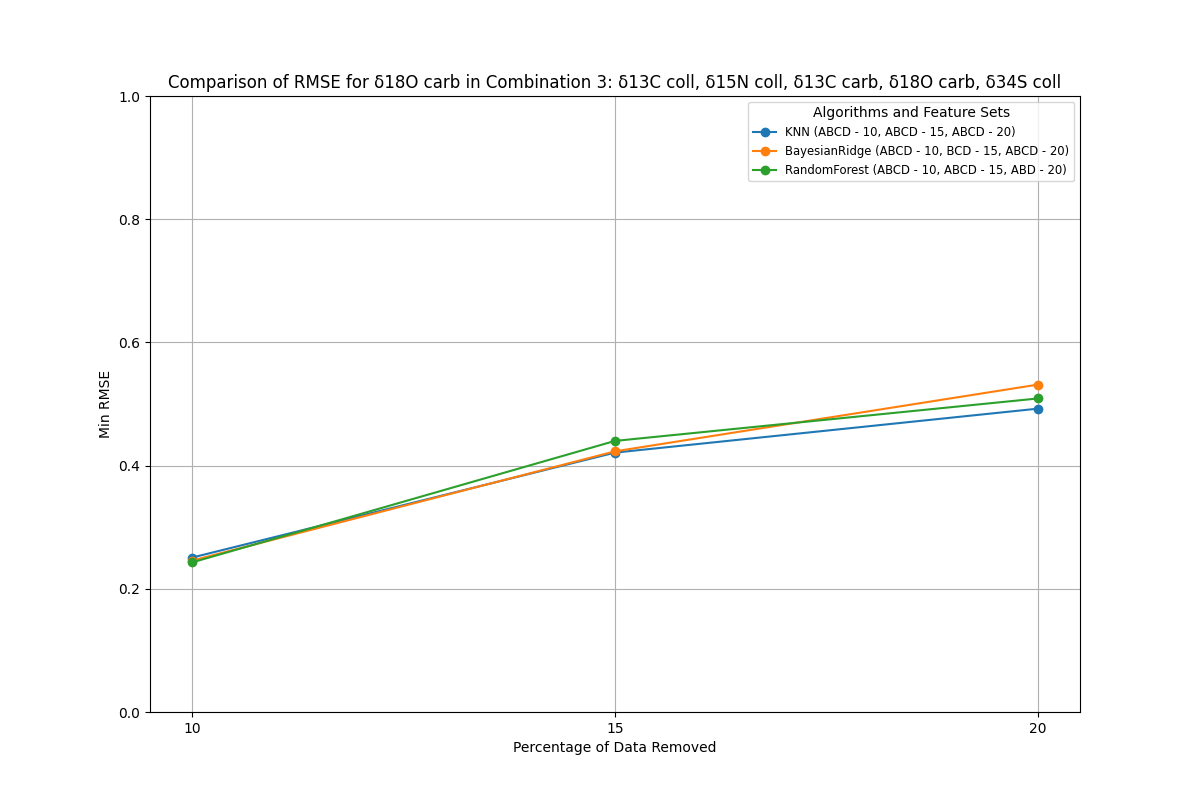 Comparison of RMSE for δ18O carb in Combination 3: δ13C coll, δ15N coll, δ13C carb, δ18O carb, δ34S coll
1.0
0.8
0.6
0.4
0.2
0.0
Min RMSE
Algorithms and Feature Sets
KNN (ABCD - 10, ABCD - 15, ABCD - 20)
BayesianRidge (ABCD - 10, BCD - 15, ABCD - 20)
RandomForest (ABCD - 10, ABCD - 15, ABD - 20)
10
15
20
Percentage of Data Removed